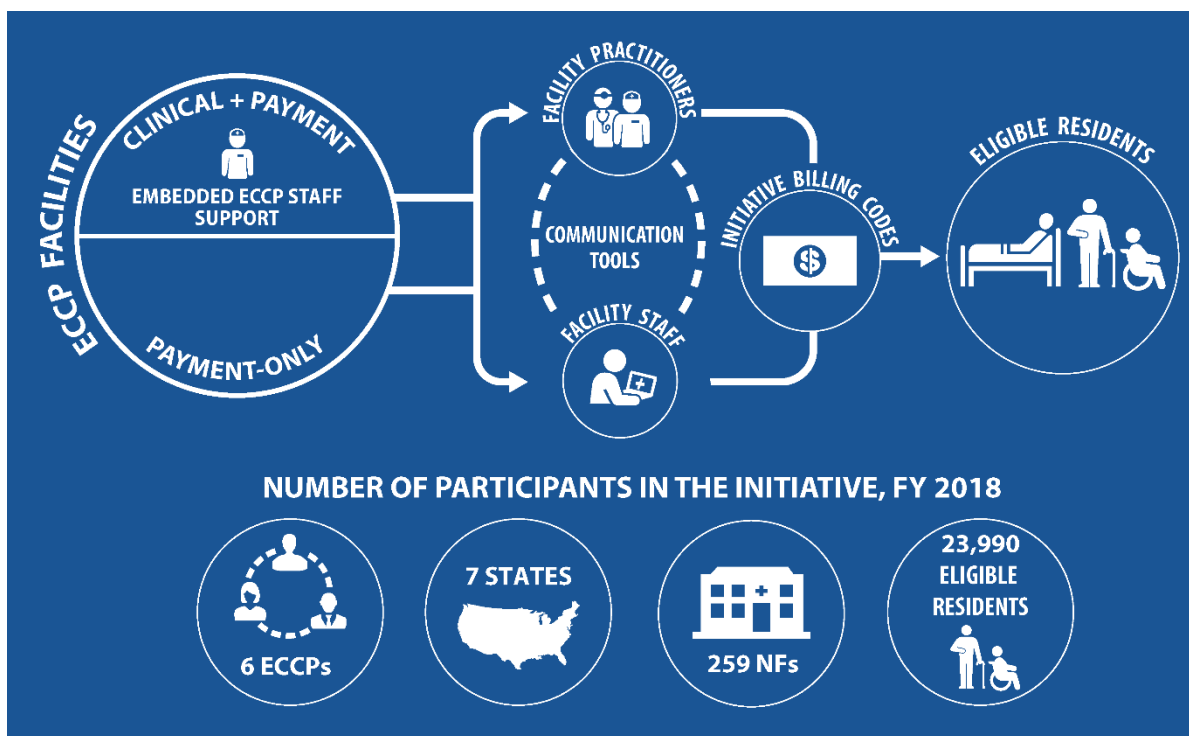 ECCP FACILITIES
CLINICAL + PAYMENT
EMBEDDED ECCP STAFF
SUPPORT
PAYMENT-ONLY
FACILITY PRACTITIONERS
COMMUNICATION
TOOLS
FACILITY STAFF
INITIATIVE BILLING CODES
$
ELIGIBLE RESIDENTS
NUMBER OF PARTICIPANTS IN THE INITIATIVE, FY 2018
6 ECCPs
7 STATES
259 NFs
23,990
ELIGIBLE
RESIDENTS